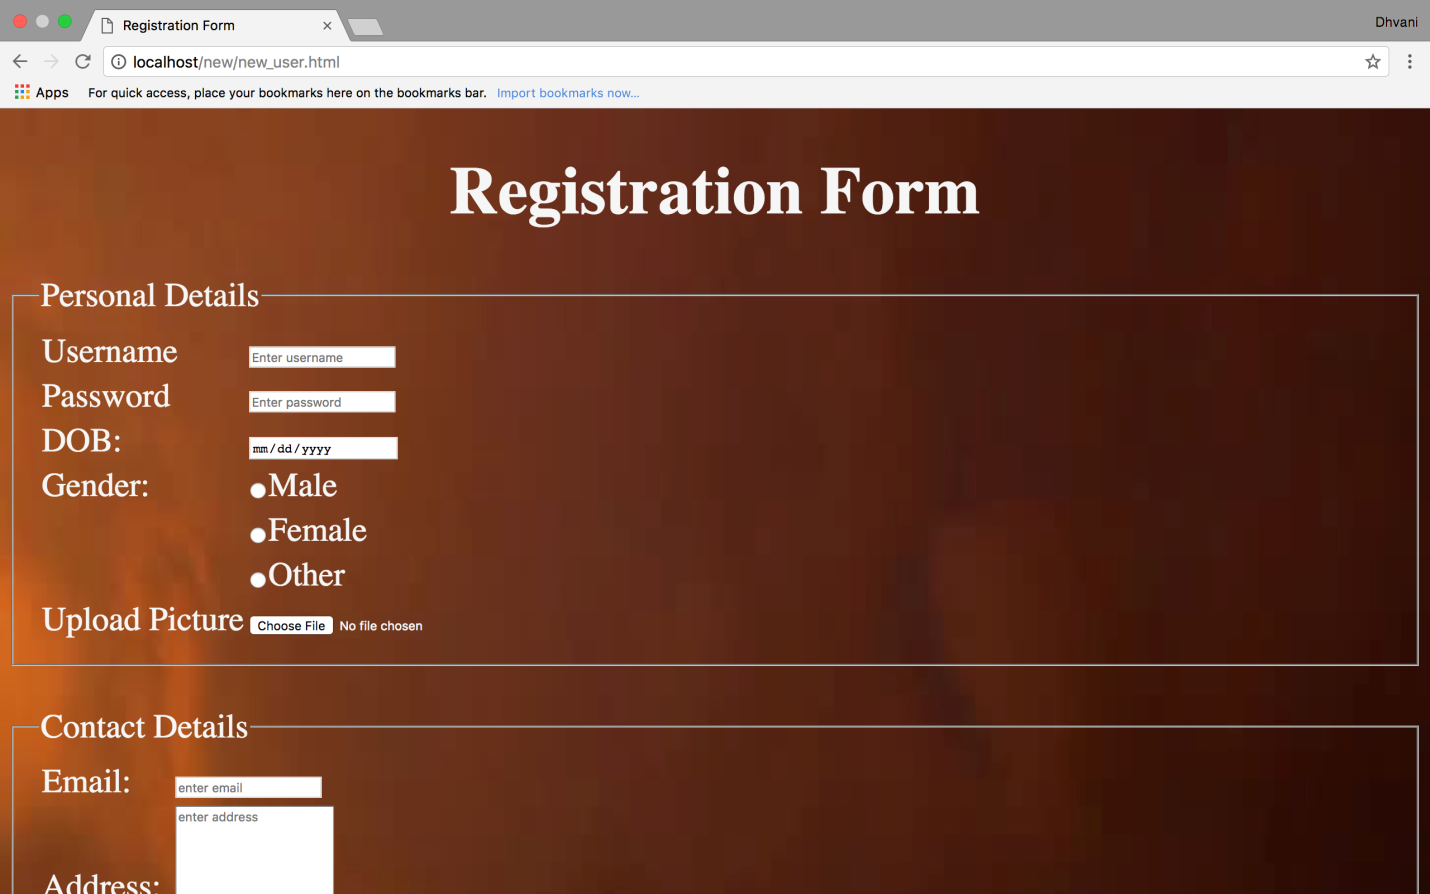 Registration Form
Dhvani
localhost/new/new_user.html
Apps For quick access, place your bookmarks here on the bookmarks bar. Import bookmarks now...
Registration Form
Personal Details
Username Enter username
Password Enter password
DOB: mm/dd/yyyy
Gender: Male
Female
Other
Upload Picture Choose File No file chosen
Contact Details
Email: enter email
enter address
Address: